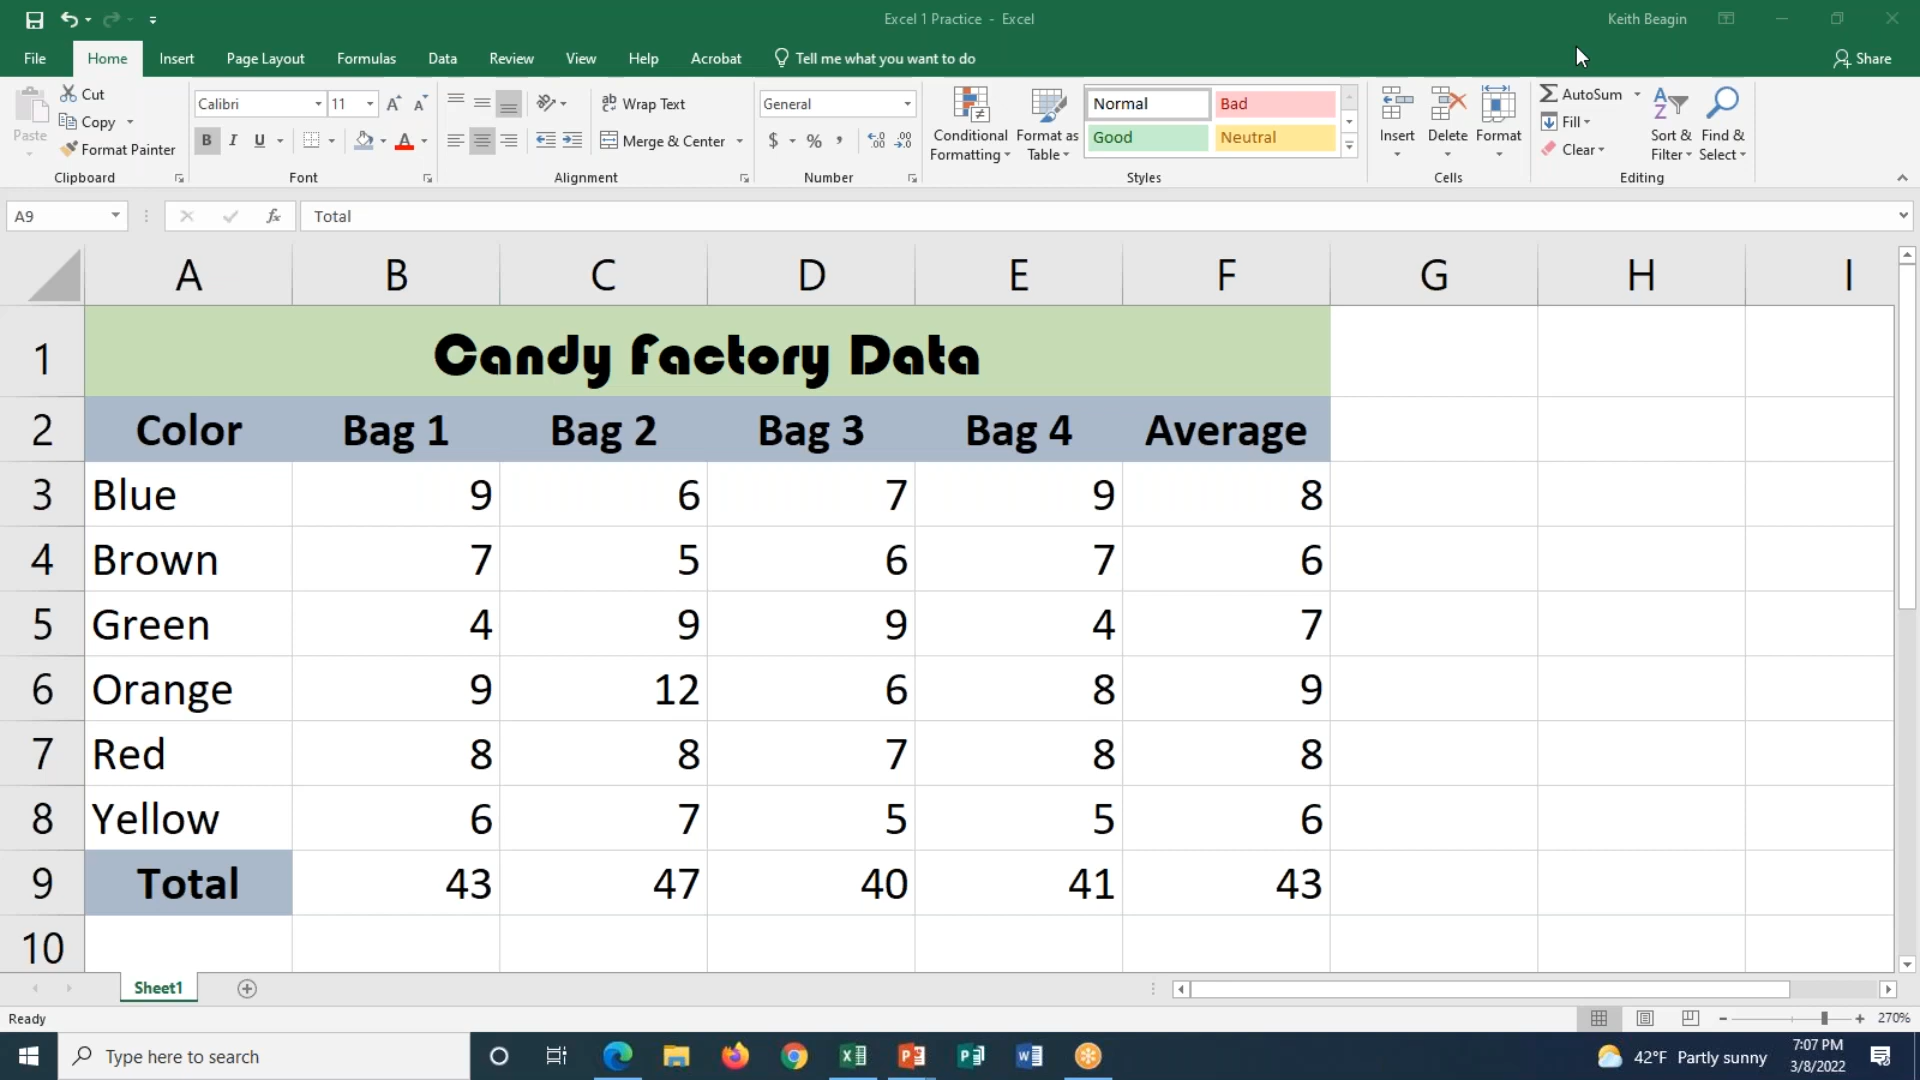 Excel 1 Practice - Excel
Keith Beagin
File Home Insert Page Layout Formulas Data Review View Help Acrobat Tell me what you want to do Share
Paste
Cut
Copy
Format Painter
Clipboard
Calibri 11
B I U
Font
Wrap Text
Merge & Center
Alignment
General
$ % ,
Number
Conditional Formatting
Format as Table
Normal Bad
Good Neutral
Styles
Insert Delete Format
Cells
AutoSum
Fill
Clear
Sort & Filter
Find & Select
Editing
A9 fx Total
A B C D E F G H I
1 Candy Factory Data
2 Color Bag 1 Bag 2 Bag 3 Bag 4 Average
3 Blue 9 6 7 9 8
4 Brown 7 5 6 7 6
5 Green 4 9 9 4 7
6 Orange 9 12 6 8 9
7 Red 8 8 7 8 8
8 Yellow 6 7 5 5 6
9 Total 43 47 40 41 43
10
Sheet1
Ready 270%
Type here to search
42°F Partly sunny
7:07 PM
3/8/2022